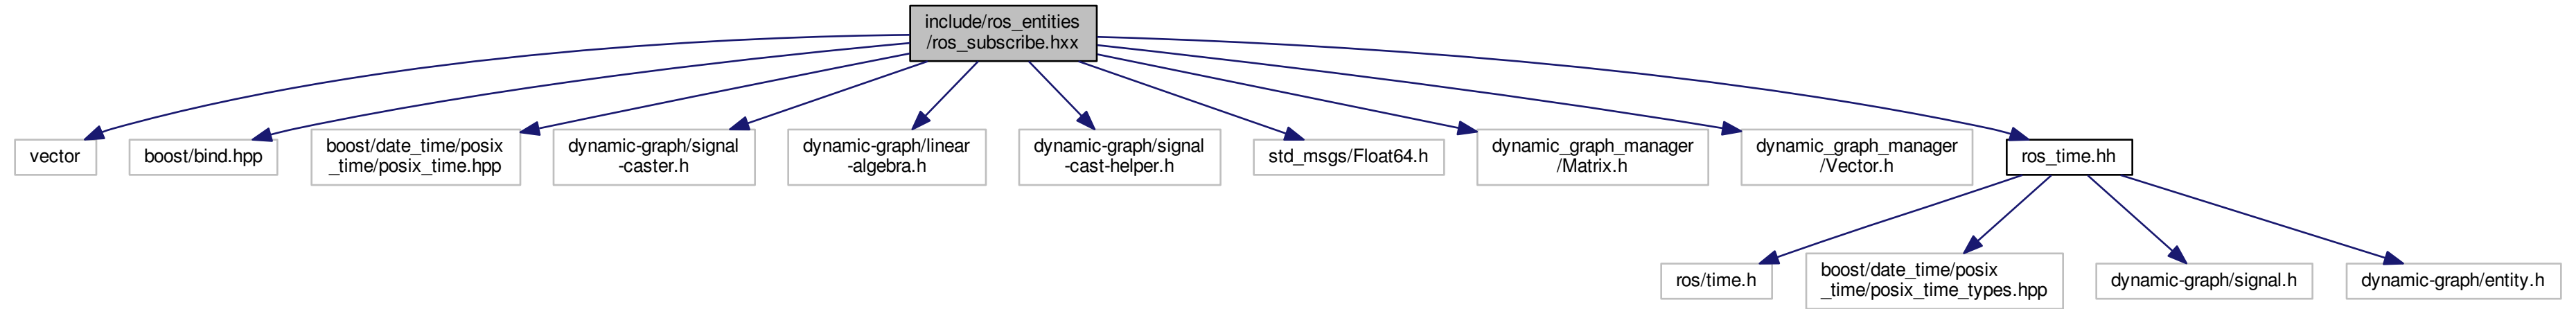 include/ros_entities
/ros_subscribe.hxx
vector
boost/bind.hpp
boost/date_time/posix
_time/posix_time.hpp
dynamic-graph/signal
-caster.h
dynamic-graph/linear
-algebra.h
dynamic-graph/signal
-cast-helper.h
std_msgs/Float64.h
dynamic_graph_manager
/Matrix.h
dynamic_graph_manager
/Vector.h
ros_time.hh
ros/time.h
boost/date_time/posix
_time/posix_time_types.hpp
dynamic-graph/signal.h
dynamic-graph/entity.h